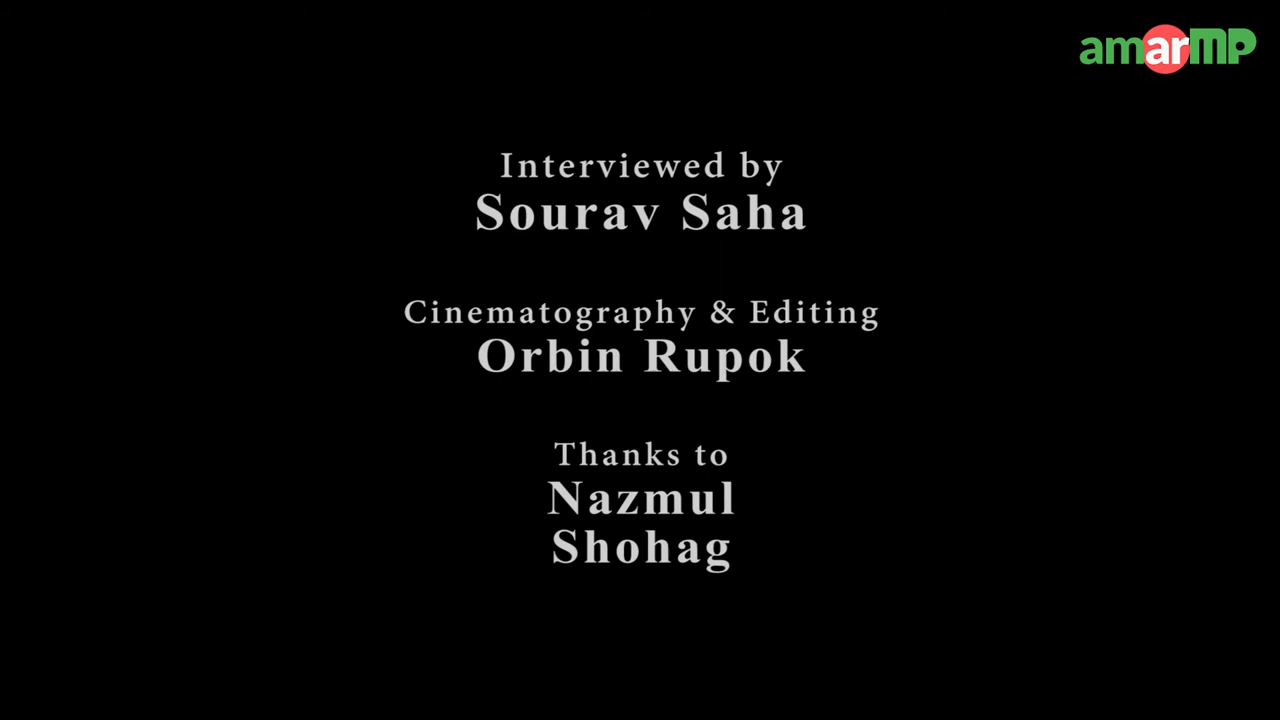 amarMP
Interviewed by
Sourav Saha
Cinematography & Editing
Orbin Rupok
Thanks to
Nazmul
Shohag